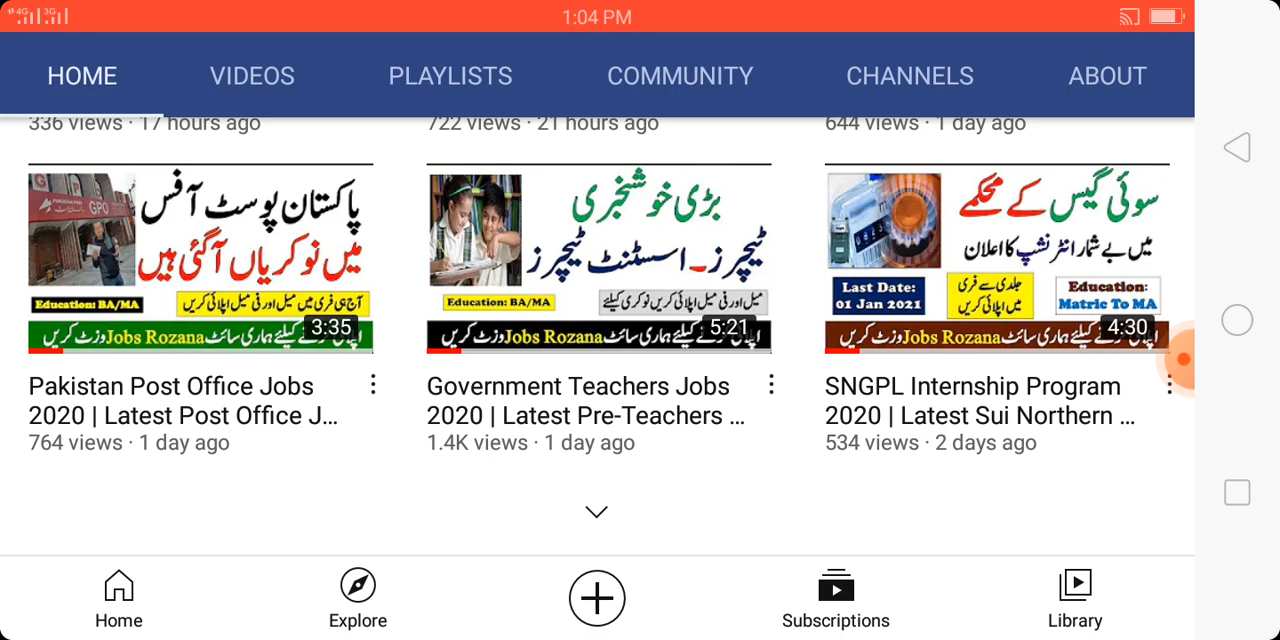 4G 3G 1:04 PM
HOME VIDEOS PLAYLISTS COMMUNITY CHANNELS ABOUT
336 views · 17 hours ago
722 views · 21 hours ago
644 views · 1 day ago
GPO
پاکستان پوسٹ آفس
میں نوکریاں آگئی ہیں
Education: BA/MA
آج ہی فری میں میل اور فی میل اپلائی کریں
کیلئے ہماری سائٹ Jobs Rozana وزٹ کریں
3:35
Pakistan Post Office Jobs
2020 | Latest Post Office J...
764 views · 1 day ago
بڑی خوشخبری
ٹیچرز۔اسسٹنٹ ٹیچرز
Education: BA/MA
میل اور فی میل اپلائی کریں نوکری کیلئے
کیلئے ہماری سائٹ Jobs Rozana وزٹ کریں
5:21
Government Teachers Jobs
2020 | Latest Pre-Teachers ...
1.4K views · 1 day ago
سوئی گیس کے محکمے
میں بے شمار انٹرنشپ کا اعلان
Last Date:
01 Jan 2021
جلدی سے فری
میں اپلائی کریں
Education:
Matric To MA
کیلئے ہماری سائٹ Jobs Rozana وزٹ کریں
4:30
SNGPL Internship Program
2020 | Latest Sui Northern ...
534 views · 2 days ago
Home Explore Subscriptions Library